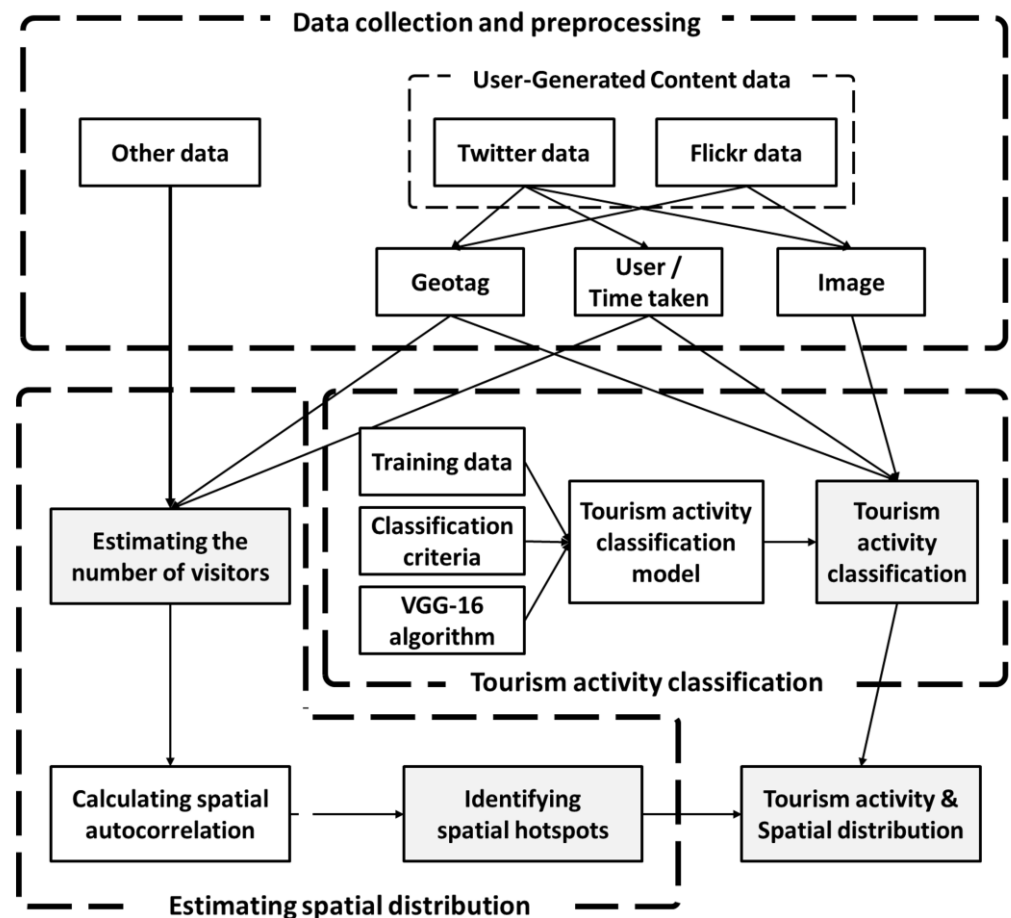 Data collection and preprocessing
User-Generated Content data
Other data
Twitter data
Flickr data
Geotag
User /
Time taken
Image
Training data
Classification
criteria
VGG-16
algorithm
Tourism activity
classification
model
Tourism
activity
classification
Estimating the
number of visitors
Tourism activity classification
Calculating spatial
autocorrelation
Identifying
spatial hotspots
Tourism activity &
Spatial distribution
Estimating spatial distribution